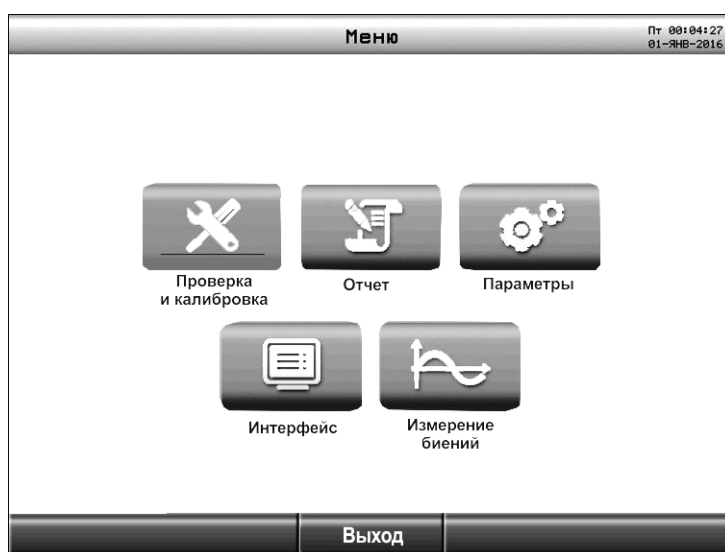 Меню
Пт 00:04:27
01-ЯНВ-2016
Проверка
и калибровка
Отчет
Параметры
Интерфейс
Измерение
биений
Выход